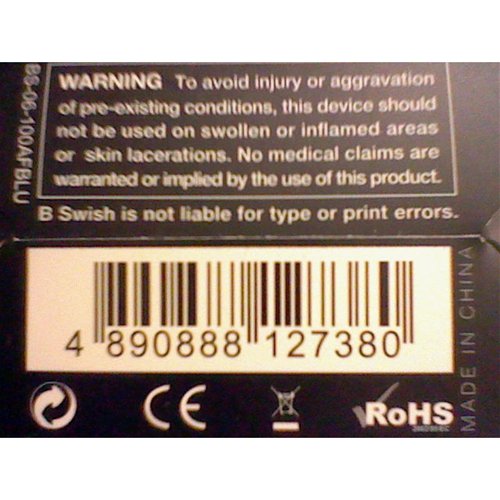 WARNING To avoid injury or aggravation
of pre-existing conditions, this device should
not be used on swollen or inflamed areas
or skin lacerations. No medical claims are
warranted or implied by the use of this product.
B Swish is not liable for type or print errors.
BS-06-100AFBLU
4 890888 127380
MADE IN CHINA
CE
RoHS